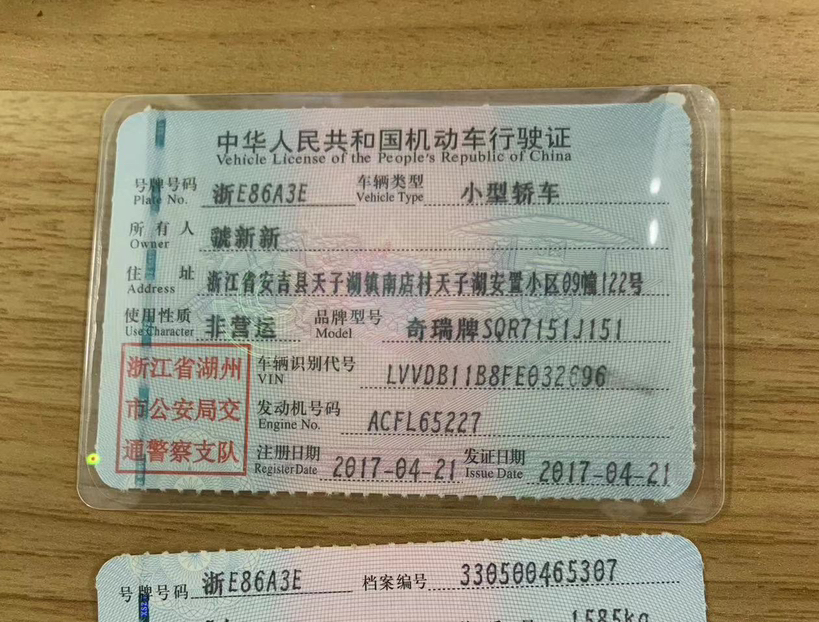 中华人民共和国机动车行驶证
Vehicle License of the People's Republic of China
号牌号码 浙E86A3E 车辆类型 小型轿车
Plate No. Vehicle Type
所有人 虢新新
Owner
住址 浙江省安吉县天子湖镇南店村天子湖安置小区09幢122号
Address
使用性质 非营运 品牌型号 奇瑞牌SQR7151J151
Use Character Model
浙江省湖州
市公安局交
通警察支队
车辆识别代号 LVVDB11B8FE032696
VIN
发动机号码 ACFL65227
Engine No.
注册日期 2017-04-21 发证日期 2017-04-21
Register Date Issue Date
号牌号码 浙E86A3E 档案编号 330500465307
1585kg